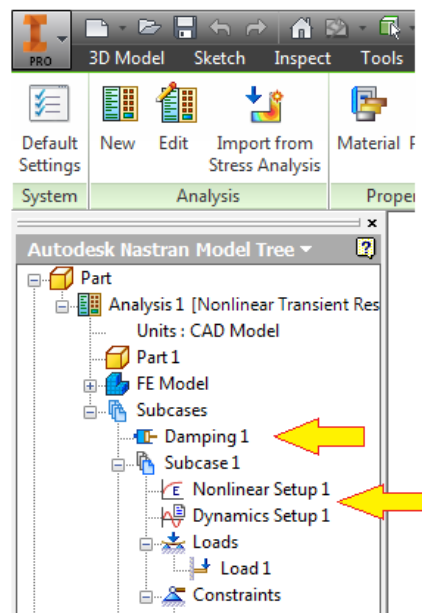 PRO
3D Model Sketch Inspect Tools
Default Settings
New
Edit
Import from Stress Analysis
Material
System
Analysis
Autodesk Nastran Model Tree
Part
Analysis 1 [Nonlinear Transient Res
Units : CAD Model
Part 1
FE Model
Subcases
Damping 1
Subcase 1
E
Nonlinear Setup 1
Dynamics Setup 1
Loads
Load 1
Constraints